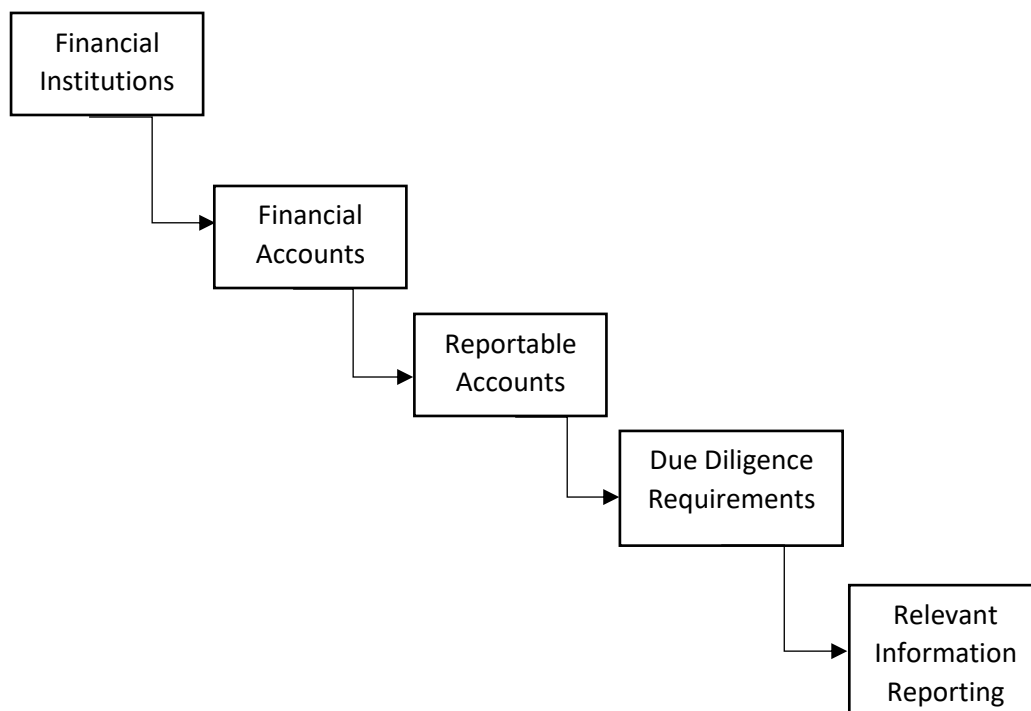 Financial
Institutions
Financial
Accounts
Reportable
Accounts
Due Diligence
Requirements
Relevant
Information
Reporting